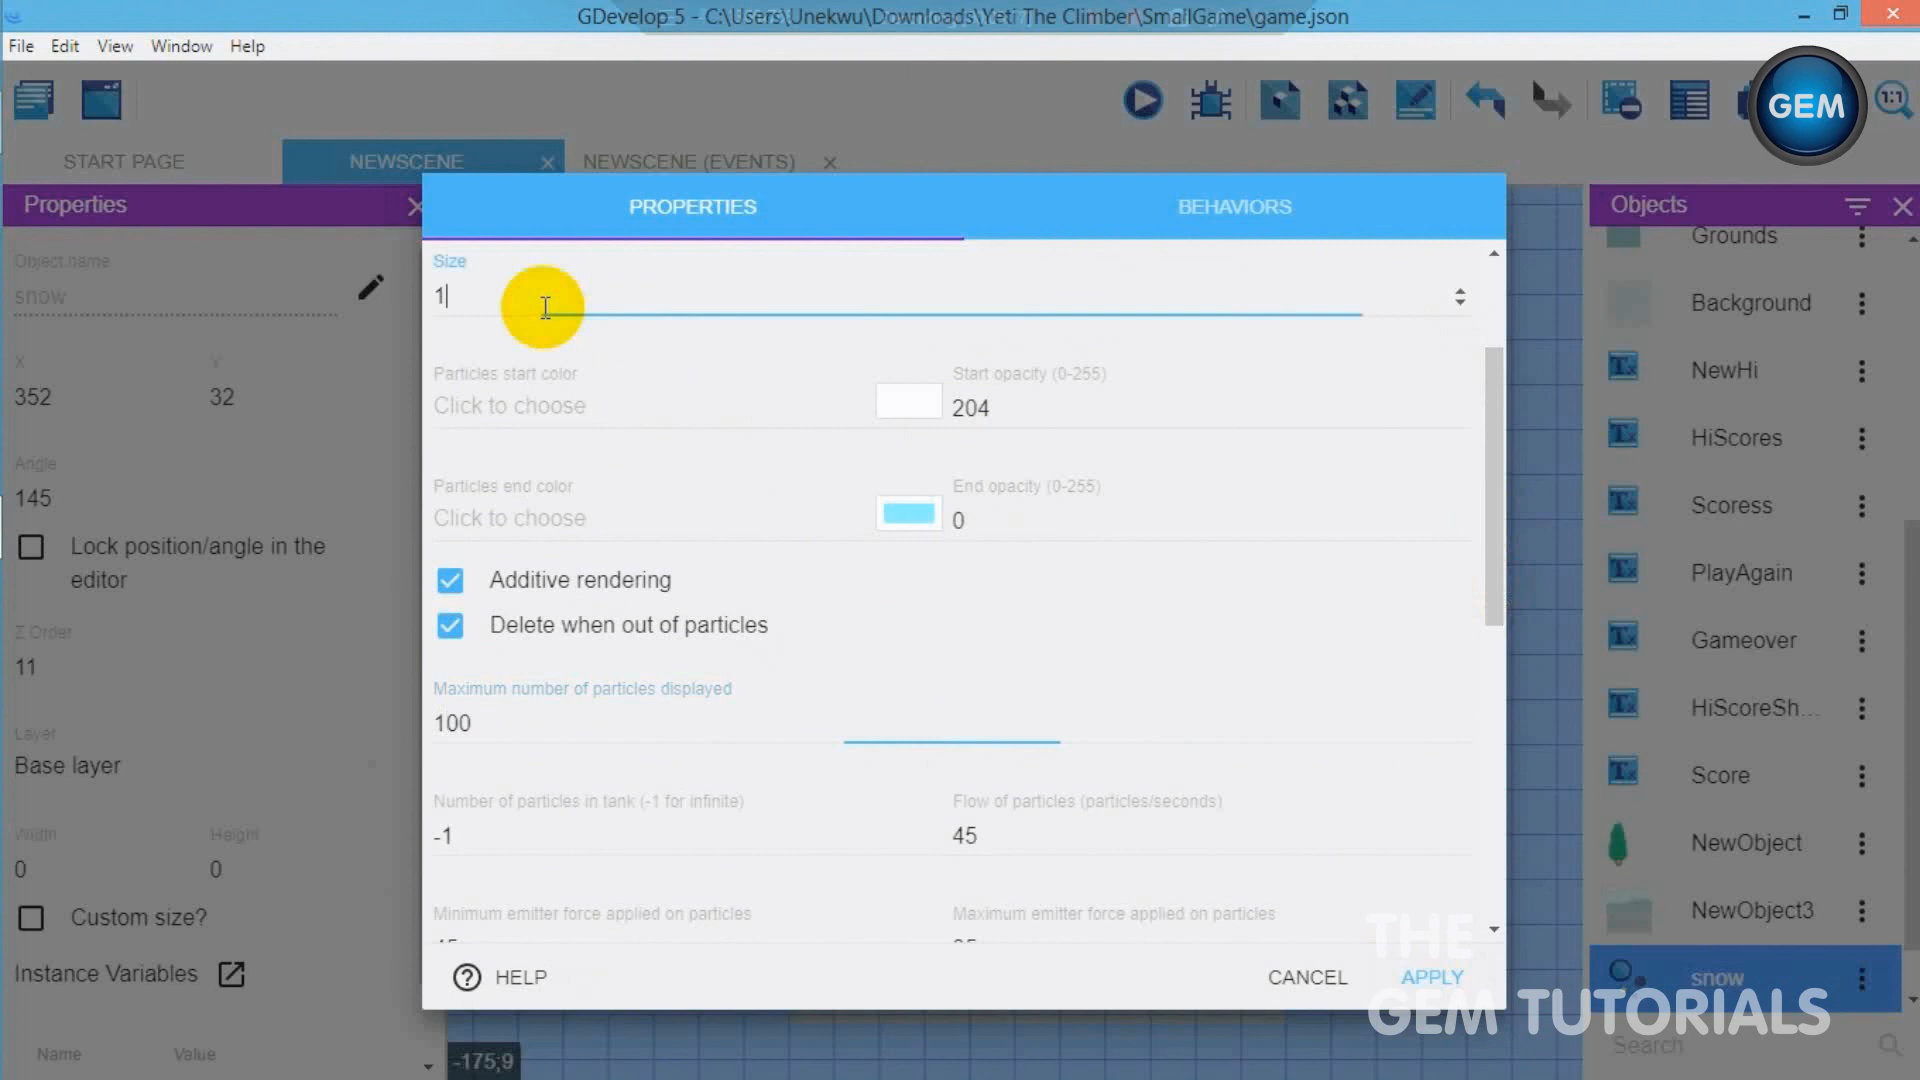 GDevelop 5 - C:\Users\Unekwu\Downloads\Yeti The Climber\SmallGame\game.json
File Edit View Window Help
GEM
1:1
START PAGE
NEWSCENE
NEWSCENE (EVENTS)
Properties
PROPERTIES
BEHAVIORS
Objects
Object name
snow
X
Y
352
32
Angle
145
Lock position/angle in the
editor
Z Order
11
Layer
Base layer
Width
Height
0
0
Custom size?
Instance Variables
Name
Value
Size
1
Particles start color
Click to choose
Start opacity (0-255)
204
Particles end color
Click to choose
End opacity (0-255)
0
Additive rendering
Delete when out of particles
Maximum number of particles displayed
100
Number of particles in tank (-1 for infinite)
-1
Flow of particles (particles/seconds)
45
Minimum emitter force applied on particles
Maximum emitter force applied on particles
HELP
CANCEL
APPLY
-175;9
Grounds
Background
NewHi
HiScores
Scoress
PlayAgain
Gameover
HiScoreSh...
Score
NewObject
NewObject3
snow
Search
THE
GEM TUTORIALS